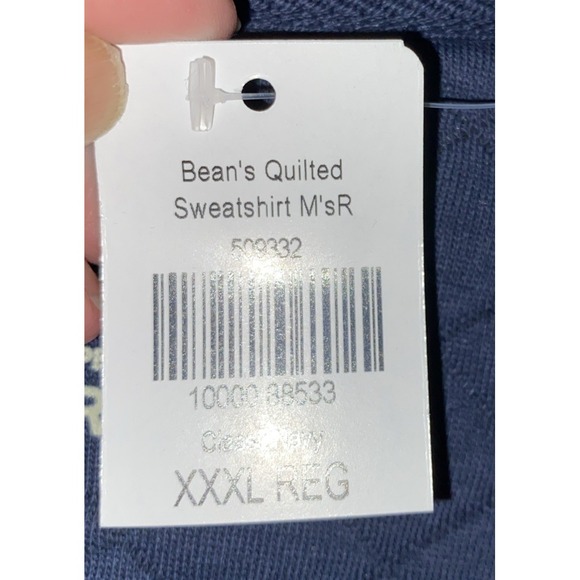 Bean's Quilted
Sweatshirt M'sR
509332
10000 88533
Classic Navy
XXXL REG